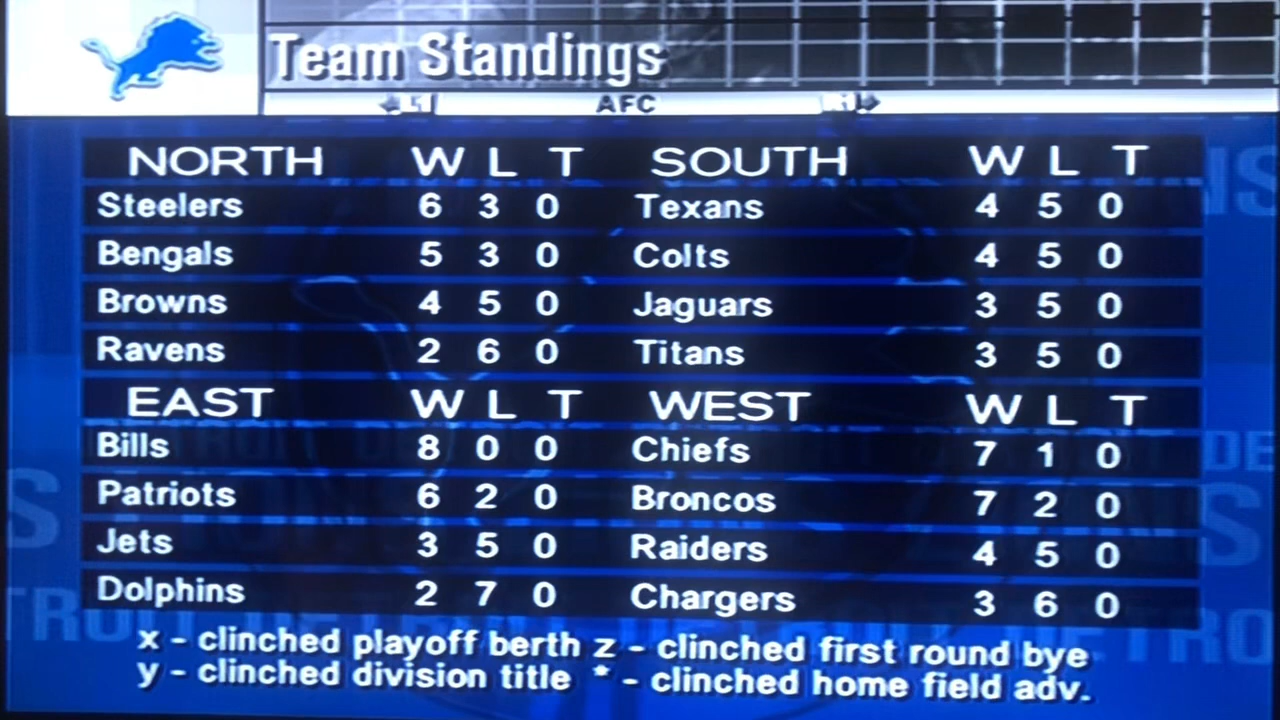 Team Standings
L1 AFC R1
NORTH W L T SOUTH W L T
Steelers 6 3 0 Texans 4 5 0
Bengals 5 3 0 Colts 4 5 0
Browns 4 5 0 Jaguars 3 5 0
Ravens 2 6 0 Titans 3 5 0
EAST W L T WEST W L T
Bills 8 0 0 Chiefs 7 1 0
Patriots 6 2 0 Broncos 7 2 0
Jets 3 5 0 Raiders 4 5 0
Dolphins 2 7 0 Chargers 3 6 0
x - clinched playoff berth z - clinched first round bye
y - clinched division title * - clinched home field adv.